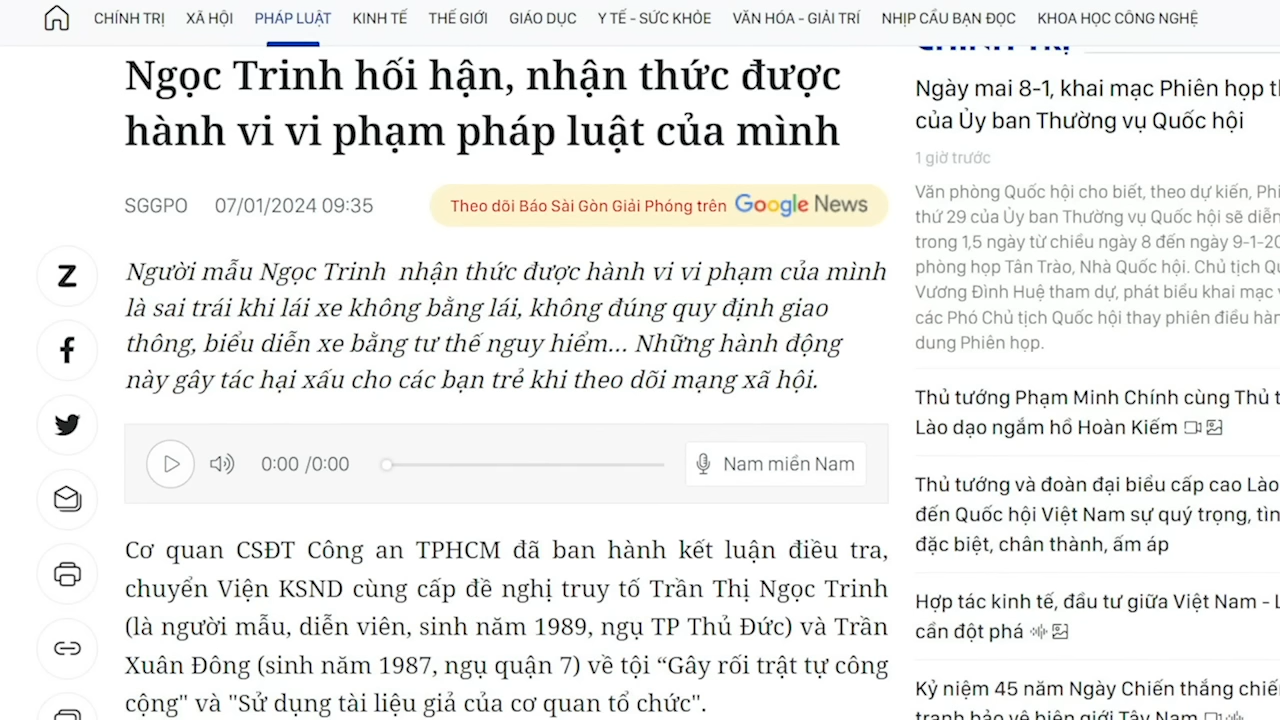 CHÍNH TRỊ XÃ HỘI PHÁP LUẬT KINH TẾ THẾ GIỚI GIÁO DỤC Y TẾ - SỨC KHỎE VĂN HÓA - GIẢI TRÍ NHỊP CẦU BẠN ĐỌC KHOA HỌC CÔNG NGHỆ
Ngọc Trinh hối hận, nhận thức được
hành vi vi phạm pháp luật của mình
SGGPO 07/01/2024 09:35
Theo dõi Báo Sài Gòn Giải Phóng trên Google News
Người mẫu Ngọc Trinh nhận thức được hành vi vi phạm của mình
là sai trái khi lái xe không bằng lái, không đúng quy định giao
thông, biểu diễn xe bằng tư thế nguy hiểm... Những hành động
này gây tác hại xấu cho các bạn trẻ khi theo dõi mạng xã hội.
0:00 /0:00 Nam miền Nam
Cơ quan CSĐT Công an TPHCM đã ban hành kết luận điều tra,
chuyển Viện KSND cùng cấp đề nghị truy tố Trần Thị Ngọc Trinh
(là người mẫu, diễn viên, sinh năm 1989, ngụ TP Thủ Đức) và Trần
Xuân Đông (sinh năm 1987, ngụ quận 7) về tội “Gây rối trật tự công
cộng" và "Sử dụng tài liệu giả của cơ quan tổ chức".
CHÍNH TRỊ
Ngày mai 8-1, khai mạc Phiên họp
của Ủy ban Thường vụ Quốc hội
1 giờ trước
Văn phòng Quốc hội cho biết, theo dự kiến,
thứ 29 của Ủy ban Thường vụ Quốc hội sẽ diễn
trong 1,5 ngày từ chiều ngày 8 đến ngày
phòng họp Tân Trào, Nhà Quốc hội. Chủ tịch
Vương Đình Huệ tham dự, phát biểu khai mạc
các Phó Chủ tịch Quốc hội thay phiên điều
dung Phiên họp.
Thủ tướng Phạm Minh Chính cùng Thủ
Lào dạo ngắm hồ Hoàn Kiếm
Thủ tướng và đoàn đại biểu cấp cao Lào
đến Quốc hội Việt Nam sự quý trọng,
đặc biệt, chân thành, ấm áp
Hợp tác kinh tế, đầu tư giữa Việt Nam -
cần đột phá
Kỷ niệm 45 năm Ngày Chiến thắng
tranh bảo vệ biên giới Tây Nam